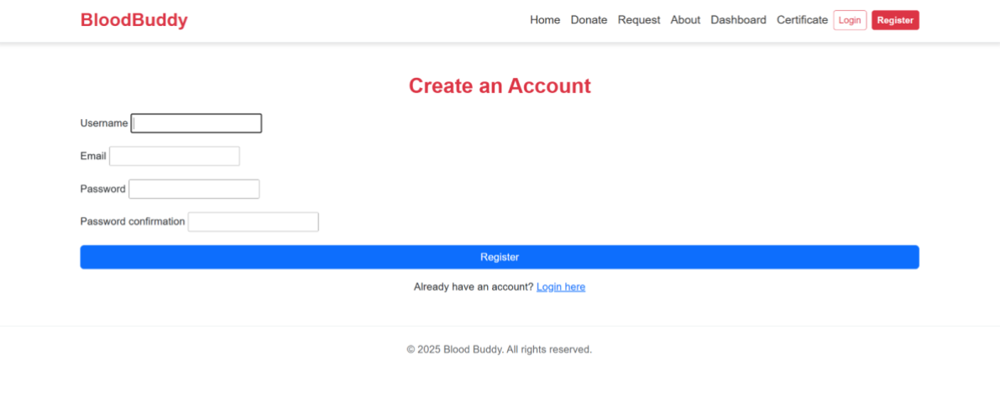 BloodBuddy Home Donate Request About Dashboard Certificate Login Register
Create an Account
Username
Email
Password
Password confirmation
Register
Already have an account? Login here
© 2025 Blood Buddy. All rights reserved.